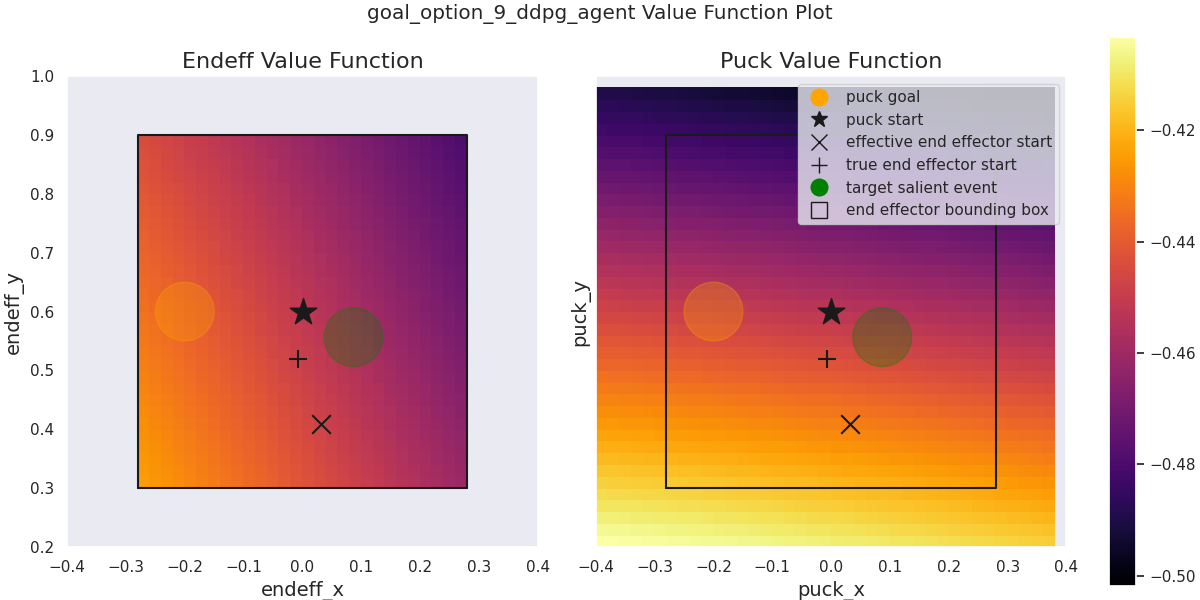 goal_option_9_ddpg_agent Value Function Plot
Endeff Value Function
endeff_y
1.0
0.9
0.8
0.7
0.6
0.5
0.4
0.3
0.2
−0.4 −0.3 −0.2 −0.1 0.0 0.1 0.2 0.3 0.4
endeff_x
Puck Value Function
puck_y
puck goal
puck start
effective end effector start
true end effector start
target salient event
end effector bounding box
−0.4 −0.3 −0.2 −0.1 0.0 0.1 0.2 0.3 0.4
puck_x
−0.42
−0.44
−0.46
−0.48
−0.50